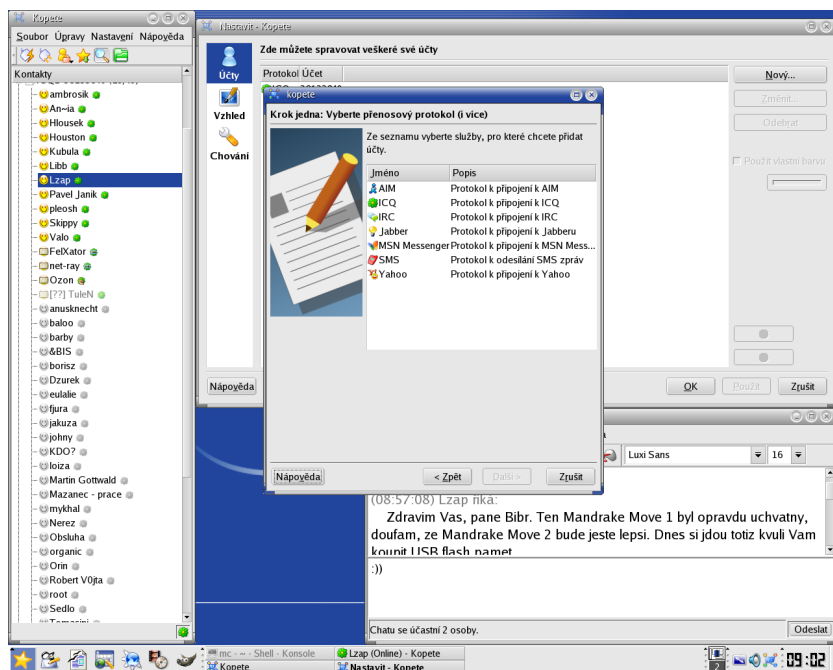 Kopete
Soubor Úpravy Nastavení Nápověda
Kontakty
ambrosik
An~ia
Hlousek
Houston
Kubula
Libb
Lzap
Pavel Janik
pleosh
Skippy
Valo
FelXator
net-ray
Ozon
[??] TuleN
anusknecht
baloo
barby
&BIS
borisz
Dzurek
eulalie
fjura
jakuza
johny
KDO?
loiza
Martin Gottwald
Mazanec - prace
mykhal
Nerez
Obsluha
organic
Orin
Robert V0jta
root
Sedlo
Nastavit - Kopete
Účty
Vzhled
Chování
Zde můžete spravovat veškeré své účty
Protokol Účet
Nový...
Změnit...
Odebrat
Použít vlastní barvu
Nápověda
OK
Použít
Zrušit
kopete
Krok jedna: Vyberte přenosový protokol (i více)
Ze seznamu vyberte služby, pro které chcete přidat
účty.
Jméno Popis
AIM Protokol k připojení k AIM
ICQ Protokol k připojení k ICQ
IRC Protokol k připojení k IRC
Jabber Protokol k připojení k Jabberu
MSN Messenger Protokol k připojení k MSN Mess...
SMS Protokol k odesílání SMS zpráv
Yahoo Protokol k připojení k Yahoo
Nápověda
< Zpět
Další >
Zrušit
Luxi Sans
16
(08:57:08) Lzap říká:
Zdravim Vas, pane Bibr. Ten Mandrake Move 1 byl opravdu uchvatny,
doufam, ze Mandrake Move 2 bude jeste lepsi. Dnes si jdou totiz kvuli Vam
koupit USB flash pamet
:))
Chatu se účastní 2 osoby.
Odeslat
mc - ~ - Shell - Konsole
Lzap (Online) - Kopete
Kopete
Nastavit - Kopete
2
09:02